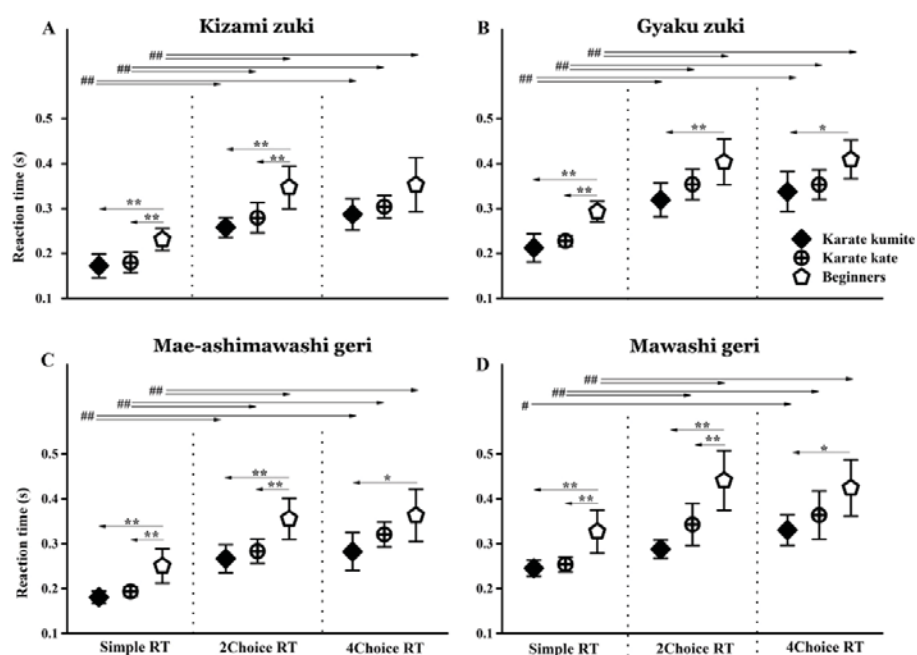 A
Kizami zuki
##
##
##
Reaction time (s)
0.5
0.4
0.3
0.2
0.1
**
**
**
**
B
Gyaku zuki
##
##
##
0.5
0.4
0.3
0.2
0.1
**
**
**
*
Karate kumite
Karate kate
Beginners
C
Mae-ashimawashi geri
##
##
##
Reaction time (s)
0.5
0.4
0.3
0.2
0.1
**
**
**
**
*
Simple RT
2Choice RT
4Choice RT
D
Mawashi geri
##
##
#
0.5
0.4
0.3
0.2
0.1
**
**
**
**
*
Simple RT
2Choice RT
4Choice RT